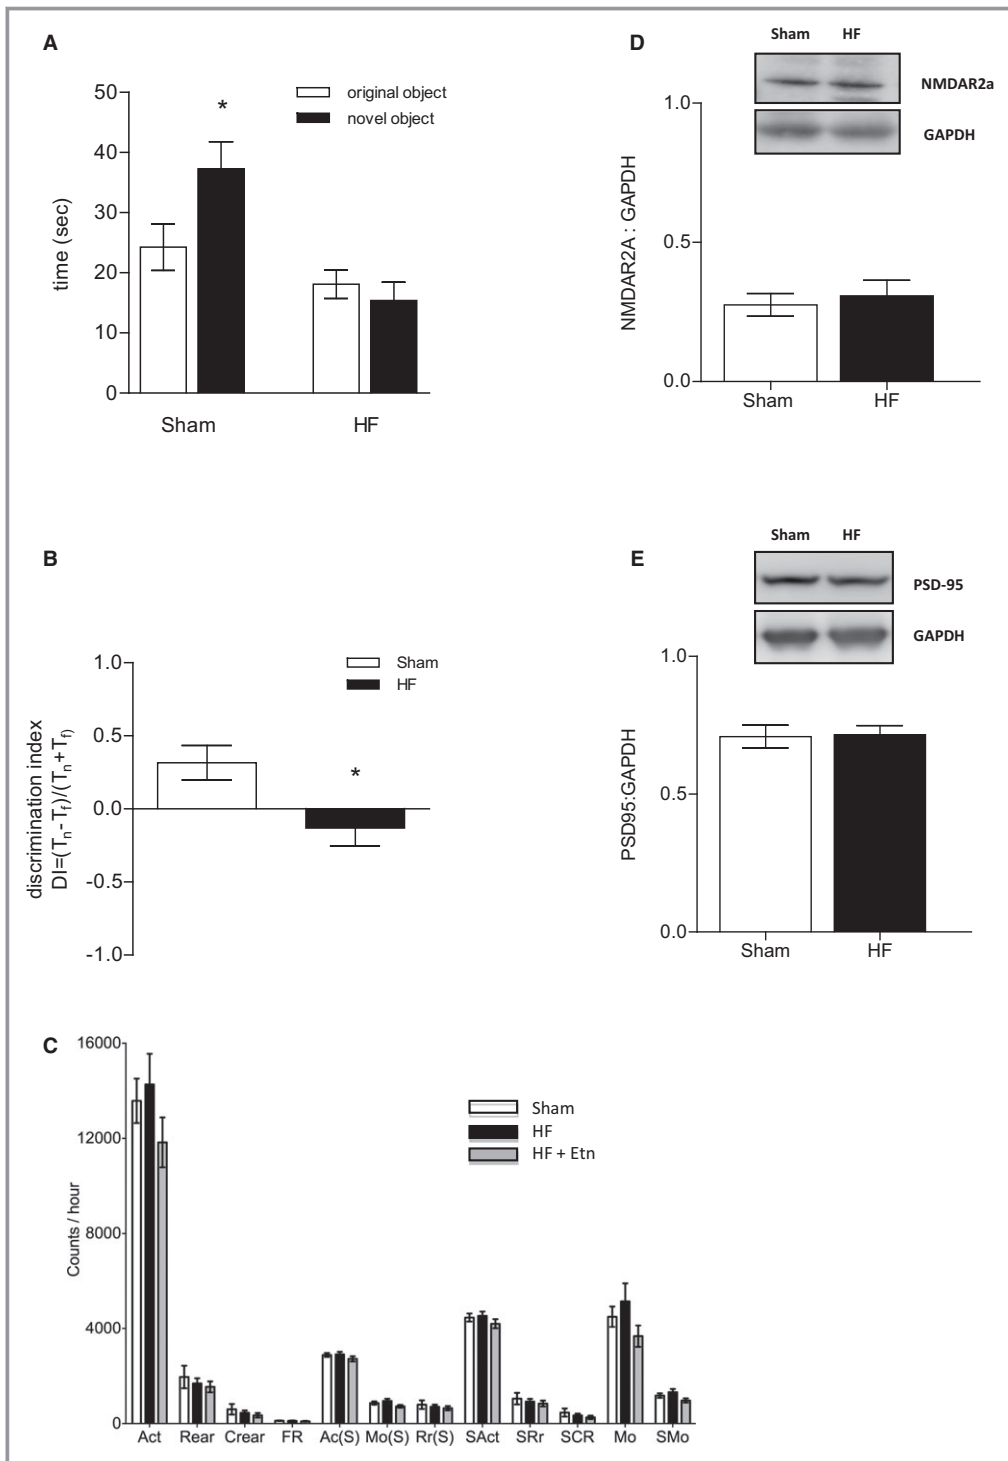 A
50
40
30
20
10
0
time (sec)
*
original object
novel object
Sham HF
D
Sham HF
NMDAR2a
GAPDH
1.0
0.5
0.0
NMDAR2A : GAPDH
Sham HF
B
1.0
0.5
0.0
-0.5
-1.0
discrimination index
DI=(Tn-Tf)/(Tn+Tf)
Sham
HF
*
E
Sham HF
PSD-95
GAPDH
1.0
0.5
0.0
PSD95:GAPDH
Sham HF
C
16000
12000
8000
4000
0
Counts / hour
Sham
HF
HF + Etn
Act Rear Crear FR Ac(S) Mo(S) Rr(S) SAct SRr SCR Mo SMo